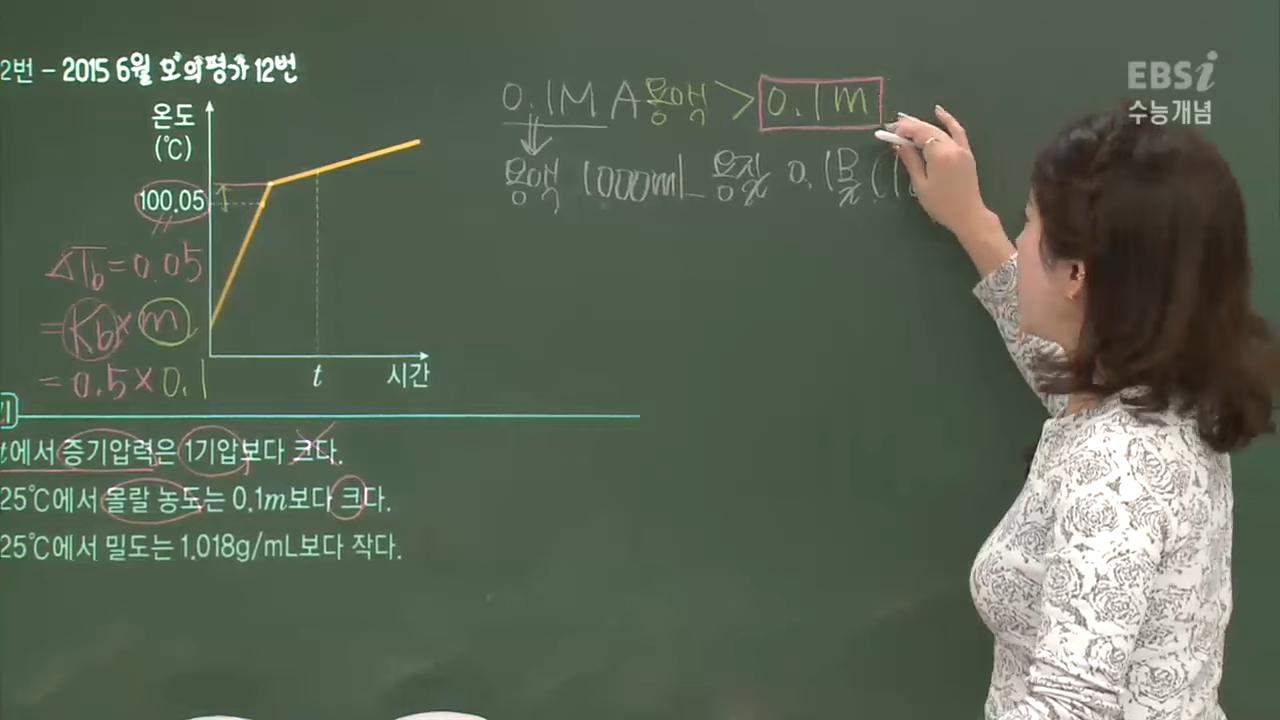 2번 – 2015 6월 모의평가 12번
EBSi
수능개념
온도
(℃)
100.05
t
시간
ΔTb = 0.05
= Kb × m
= 0.5 × 0.1
0.1M A 용액 > 0.1m
용액 1000mL 용질 0.1몰
t에서 증기압력은 1기압보다 크다.
25℃에서 몰랄 농도는 0.1m보다 크다.
25℃에서 밀도는 1.018g/mL보다 작다.